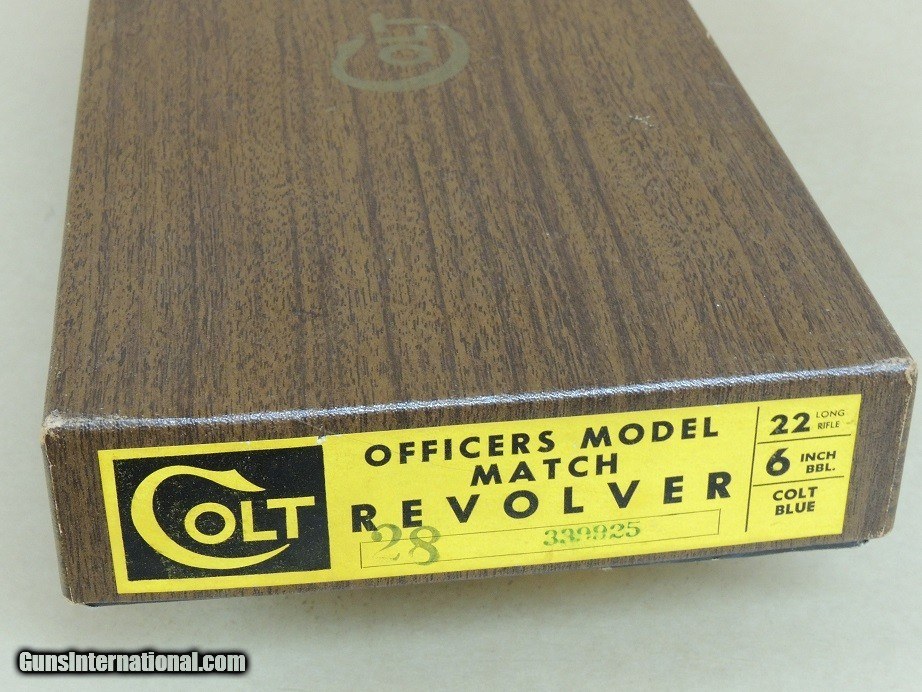 COLT
COLT
OFFICERS MODEL
MATCH
REVOLVER
28 339925
22 LONG RIFLE
6 INCH BBL.
COLT
BLUE
GunsInternational.com